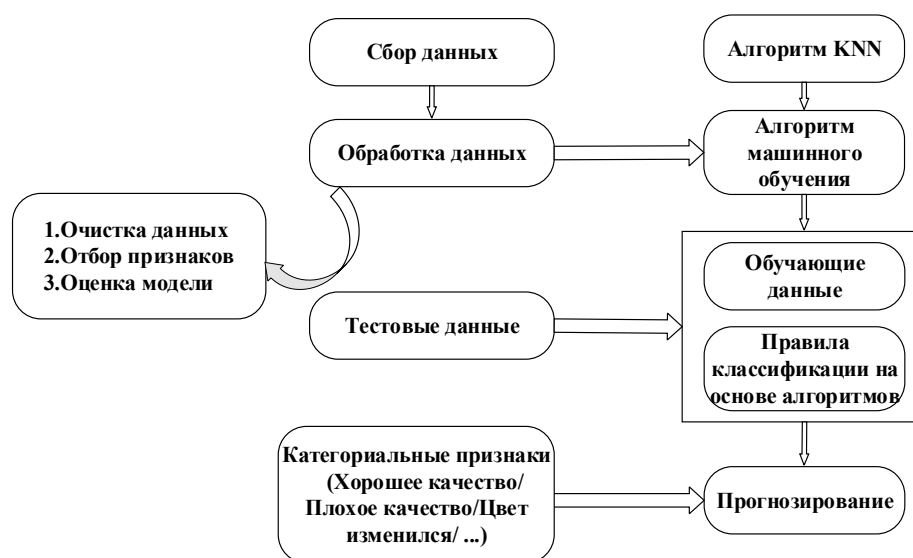 Сбор данных
Алгоритм KNN
Обработка данных
Алгоритм
машинного
обучения
1.Очистка данных
2.Отбор признаков
3.Оценка модели
Обучающие
данные
Тестовые данные
Правила
классификации на
основе алгоритмов
Категориальные признаки
(Хорошее качество/
Плохое качество/Цвет
изменился/ ...)
Прогнозирование